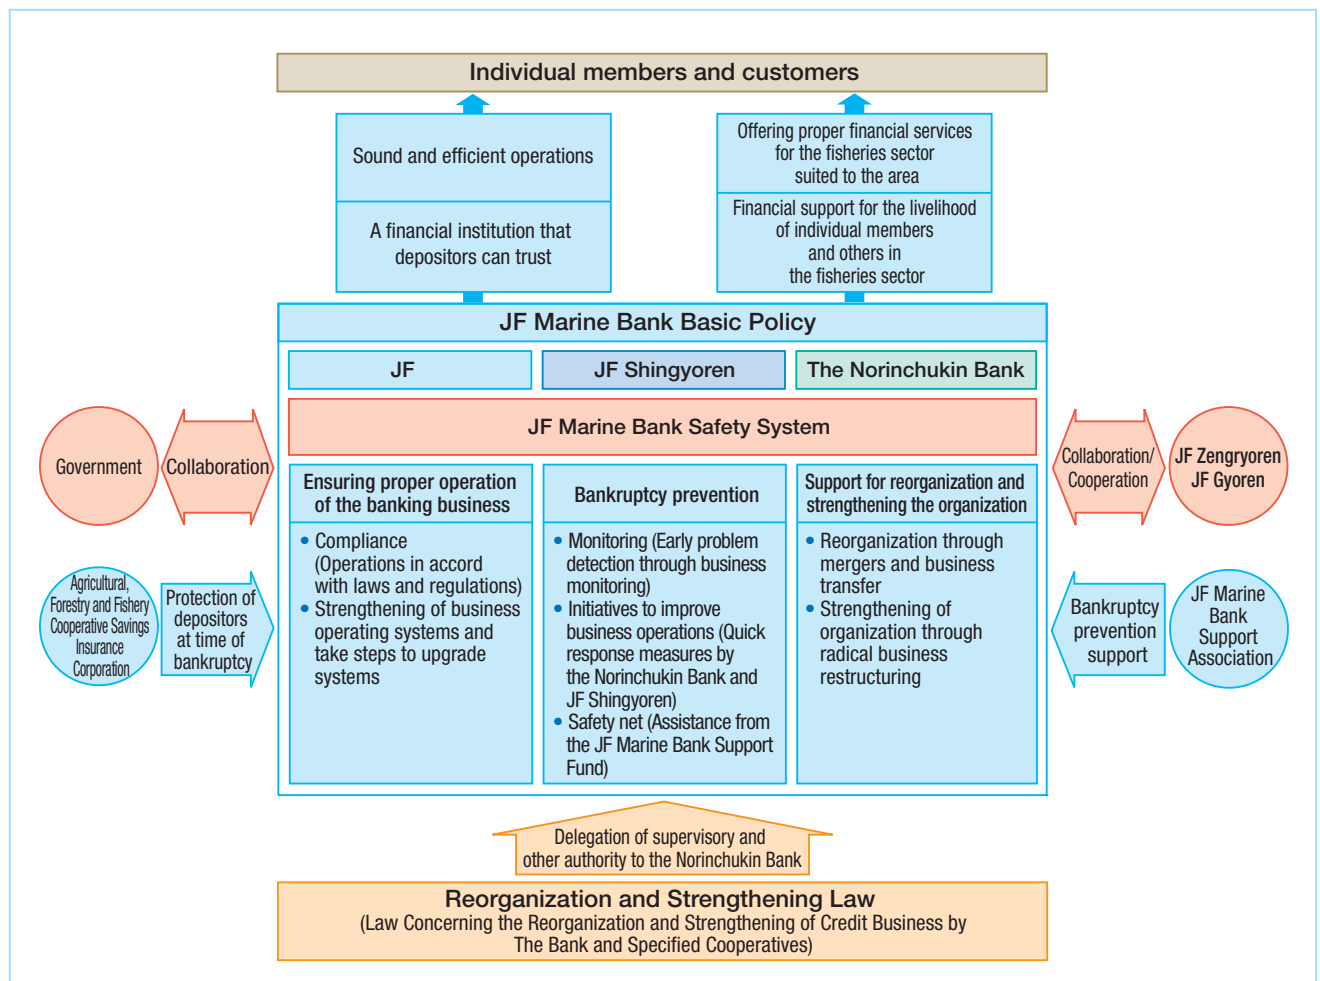 Individual members and customers
Sound and efficient operations
A financial institution that
depositors can trust
Offering proper financial services
for the fisheries sector
suited to the area
Financial support for the livelihood
of individual members
and others in
the fisheries sector
JF Marine Bank Basic Policy
JF
JF Shingyoren
The Norinchukin Bank
JF Marine Bank Safety System
Government
Collaboration
Collaboration/
Cooperation
JF Zengryoren
JF Gyoren
Ensuring proper operation
of the banking business
• Compliance
(Operations in accord
with laws and regulations)
• Strengthening of business
operating systems and
take steps to upgrade
systems
Bankruptcy prevention
• Monitoring (Early problem
detection through business
monitoring)
• Initiatives to improve
business operations (Quick
response measures by
the Norinchukin Bank and
JF Shingyoren)
• Safety net (Assistance from
the JF Marine Bank Support
Fund)
Support for reorganization and
strengthening the organization
• Reorganization through
mergers and business
transfer
• Strengthening of
organization through
radical business
restructuring
Agricultural,
Forestry and Fishery
Cooperative Savings
Insurance
Corporation
Protection of
depositors
at time of
bankruptcy
Bankruptcy
prevention
support
JF Marine
Bank
Support
Association
Delegation of supervisory and
other authority to the Norinchukin Bank
Reorganization and Strengthening Law
(Law Concerning the Reorganization and Strengthening of Credit Business by
The Bank and Specified Cooperatives)